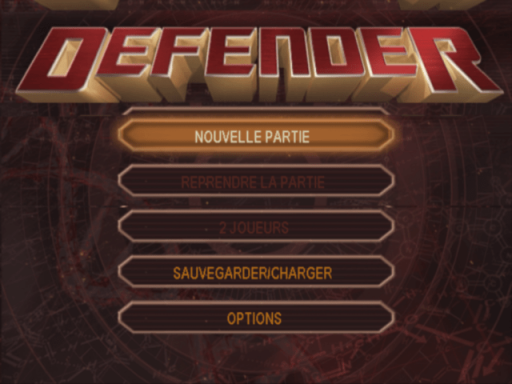 DEFENDER
NOUVELLE PARTIE
REPRENDRE LA PARTIE
2 JOUEURS
SAUVEGARDER/CHARGER
OPTIONS